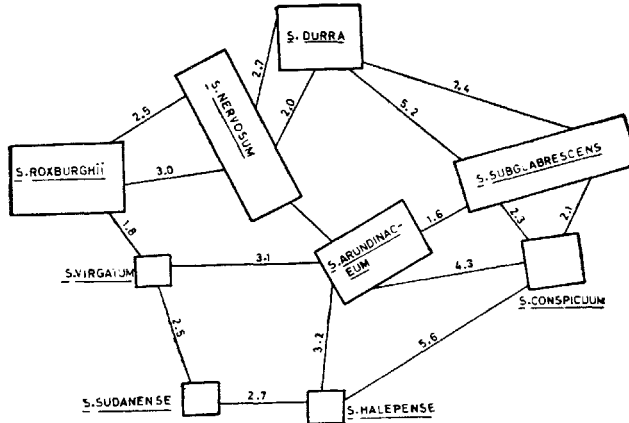 S. DURRA
2.7
2.0
5.2
7.4
S. NERVOSUM
2.5
3.0
S. ROXBURGHII
S. SUBGLABRESCENS
1.8
1.6
2.3
2.1
S. ARUNDINAC-
EUM
S. VIRGATUM
3.1
4.3
S. CONSPICUUM
2.5
3.2
5.6
S. SUDANENSE
2.7
S. HALEPENSE